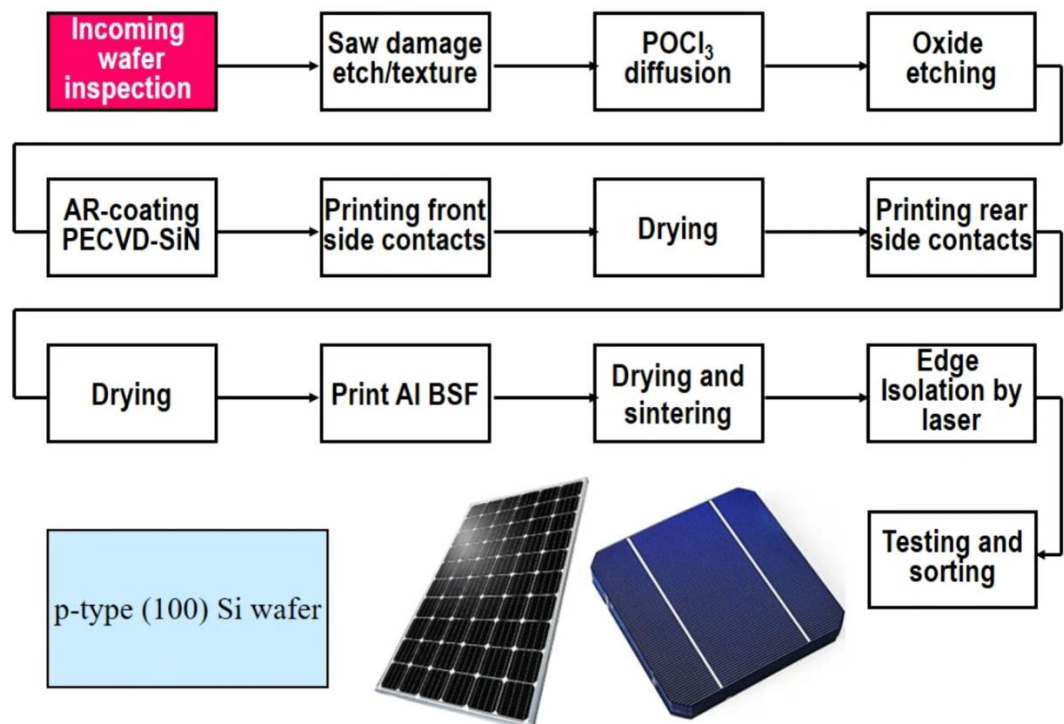 Incoming
wafer
inspection
Saw damage
etch/texture
POCl₃
diffusion
Oxide
etching
AR-coating
PECVD-SiN
Printing front
side contacts
Drying
Printing rear
side contacts
Drying
Print Al BSF
Drying and
sintering
Edge
Isolation by
laser
p-type (100) Si wafer
Testing and
sorting